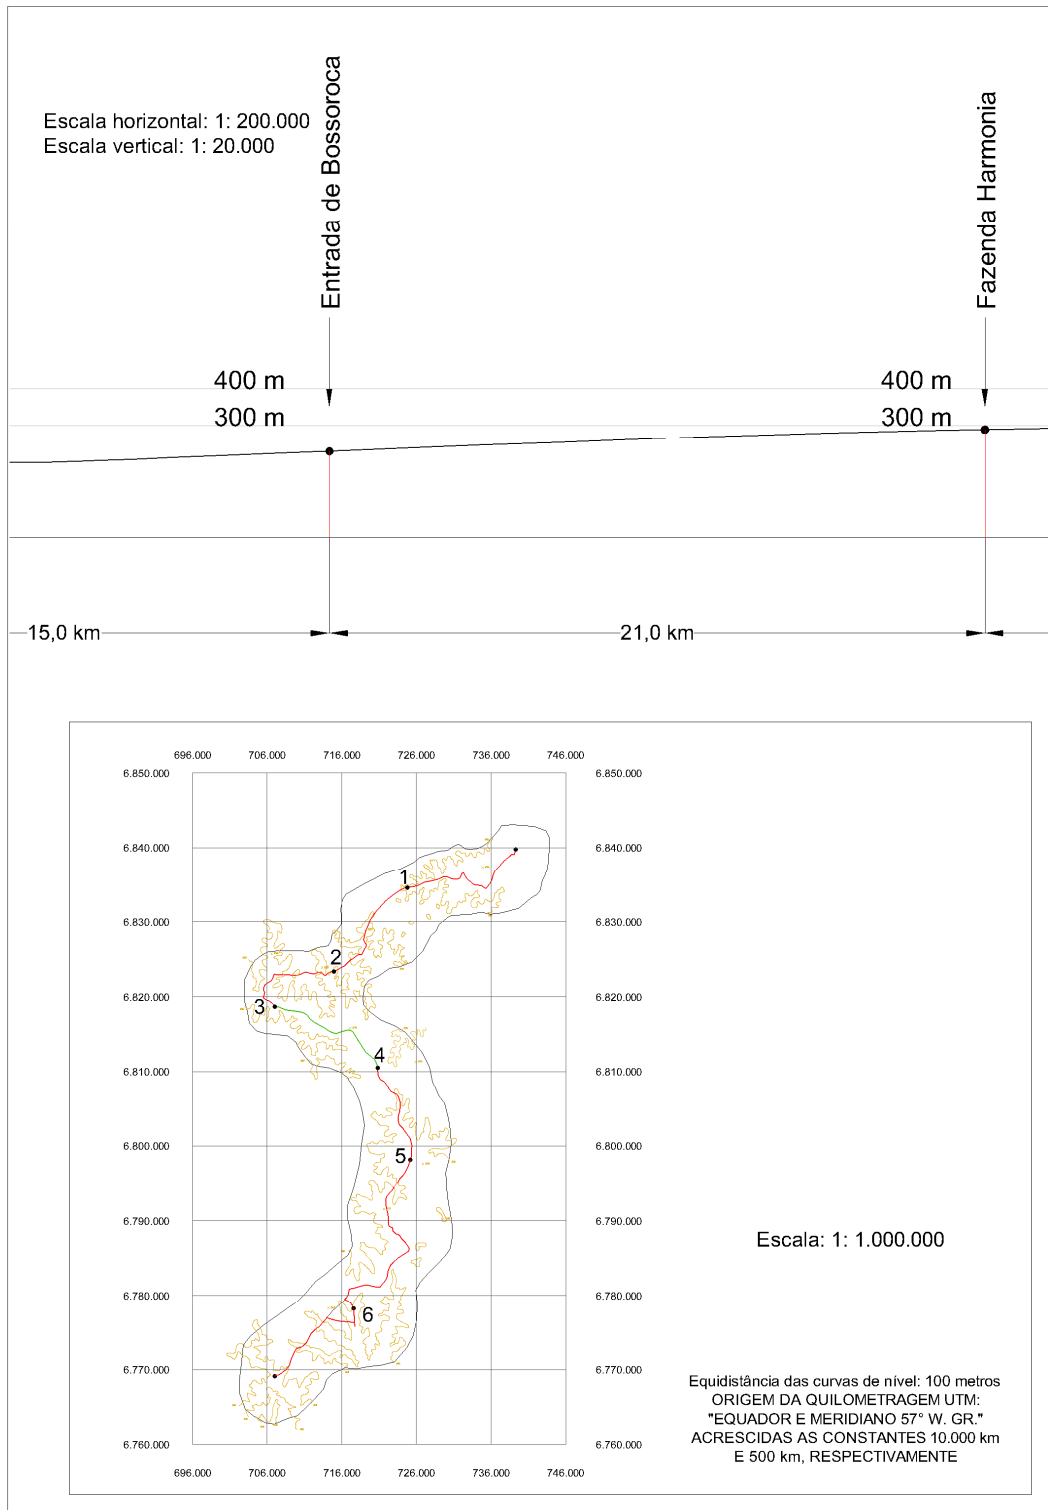 Escala horizontal: 1: 200.000
Escala vertical: 1: 20.000
Entrada de Bossoroca
Fazenda Harmonia
400 m
400 m
300 m
300 m
15,0 km
21,0 km
696.000 706.000 716.000 726.000 736.000 746.000
6.850.000 6.850.000
6.840.000 6.840.000
1
6.830.000 6.830.000
2
6.820.000 6.820.000
3
4
6.810.000 6.810.000
6.800.000 6.800.000
5
6.790.000 6.790.000
Escala: 1: 1.000.000
6.780.000 6.780.000
6
6.770.000 6.770.000
Equidistância das curvas de nível: 100 metros
ORIGEM DA QUILOMETRAGEM UTM:
"EQUADOR E MERIDIANO 57° W. GR."
ACRESCIDAS AS CONSTANTES 10.000 km
E 500 km, RESPECTIVAMENTE
6.760.000 6.760.000
696.000 706.000 716.000 726.000 736.000 746.000